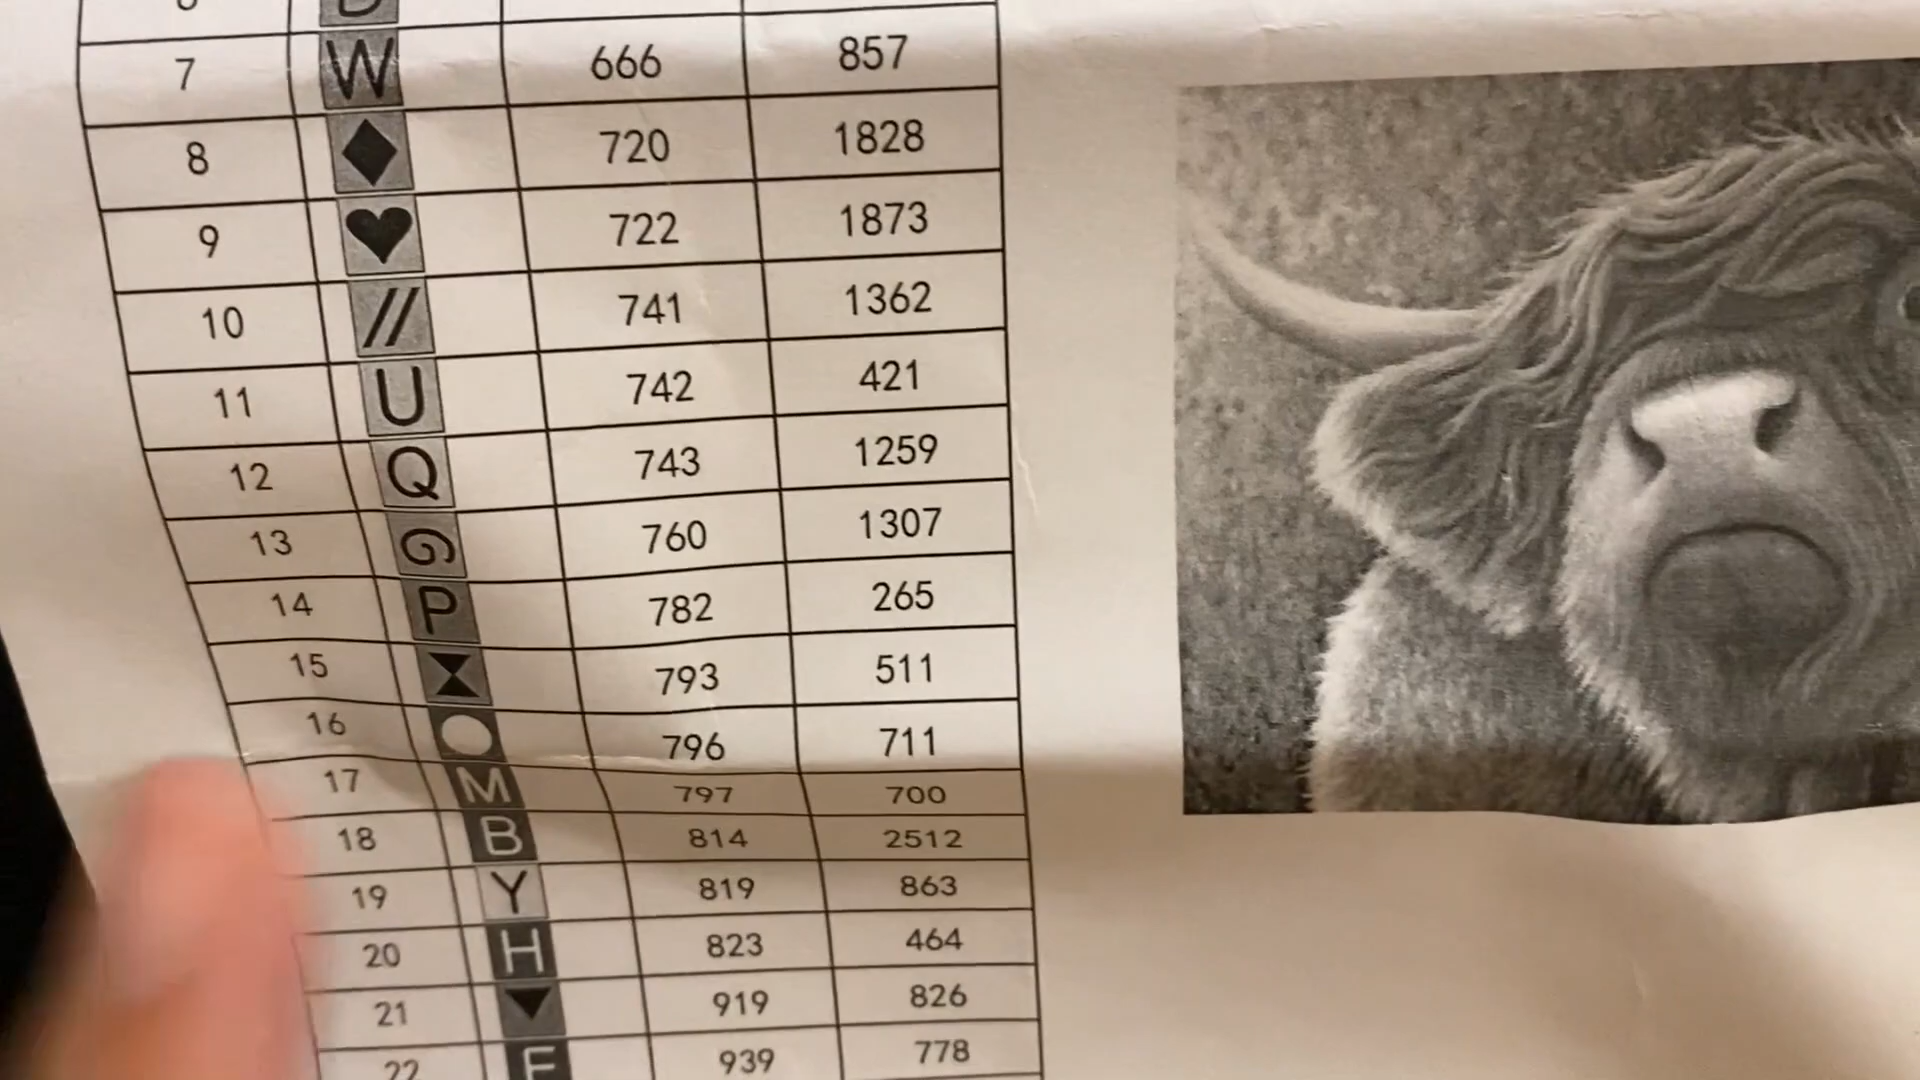 7 W 666 857
8 ♦ 720 1828
9 ♥ 722 1873
10 // 741 1362
11 U 742 421
12 Q 743 1259
13 760 1307
14 P 782 265
15 793 511
16 796 711
17 M 797 700
18 B 814 2512
19 Y 819 863
20 H 823 464
21 ▼ 919 826
22 939 778